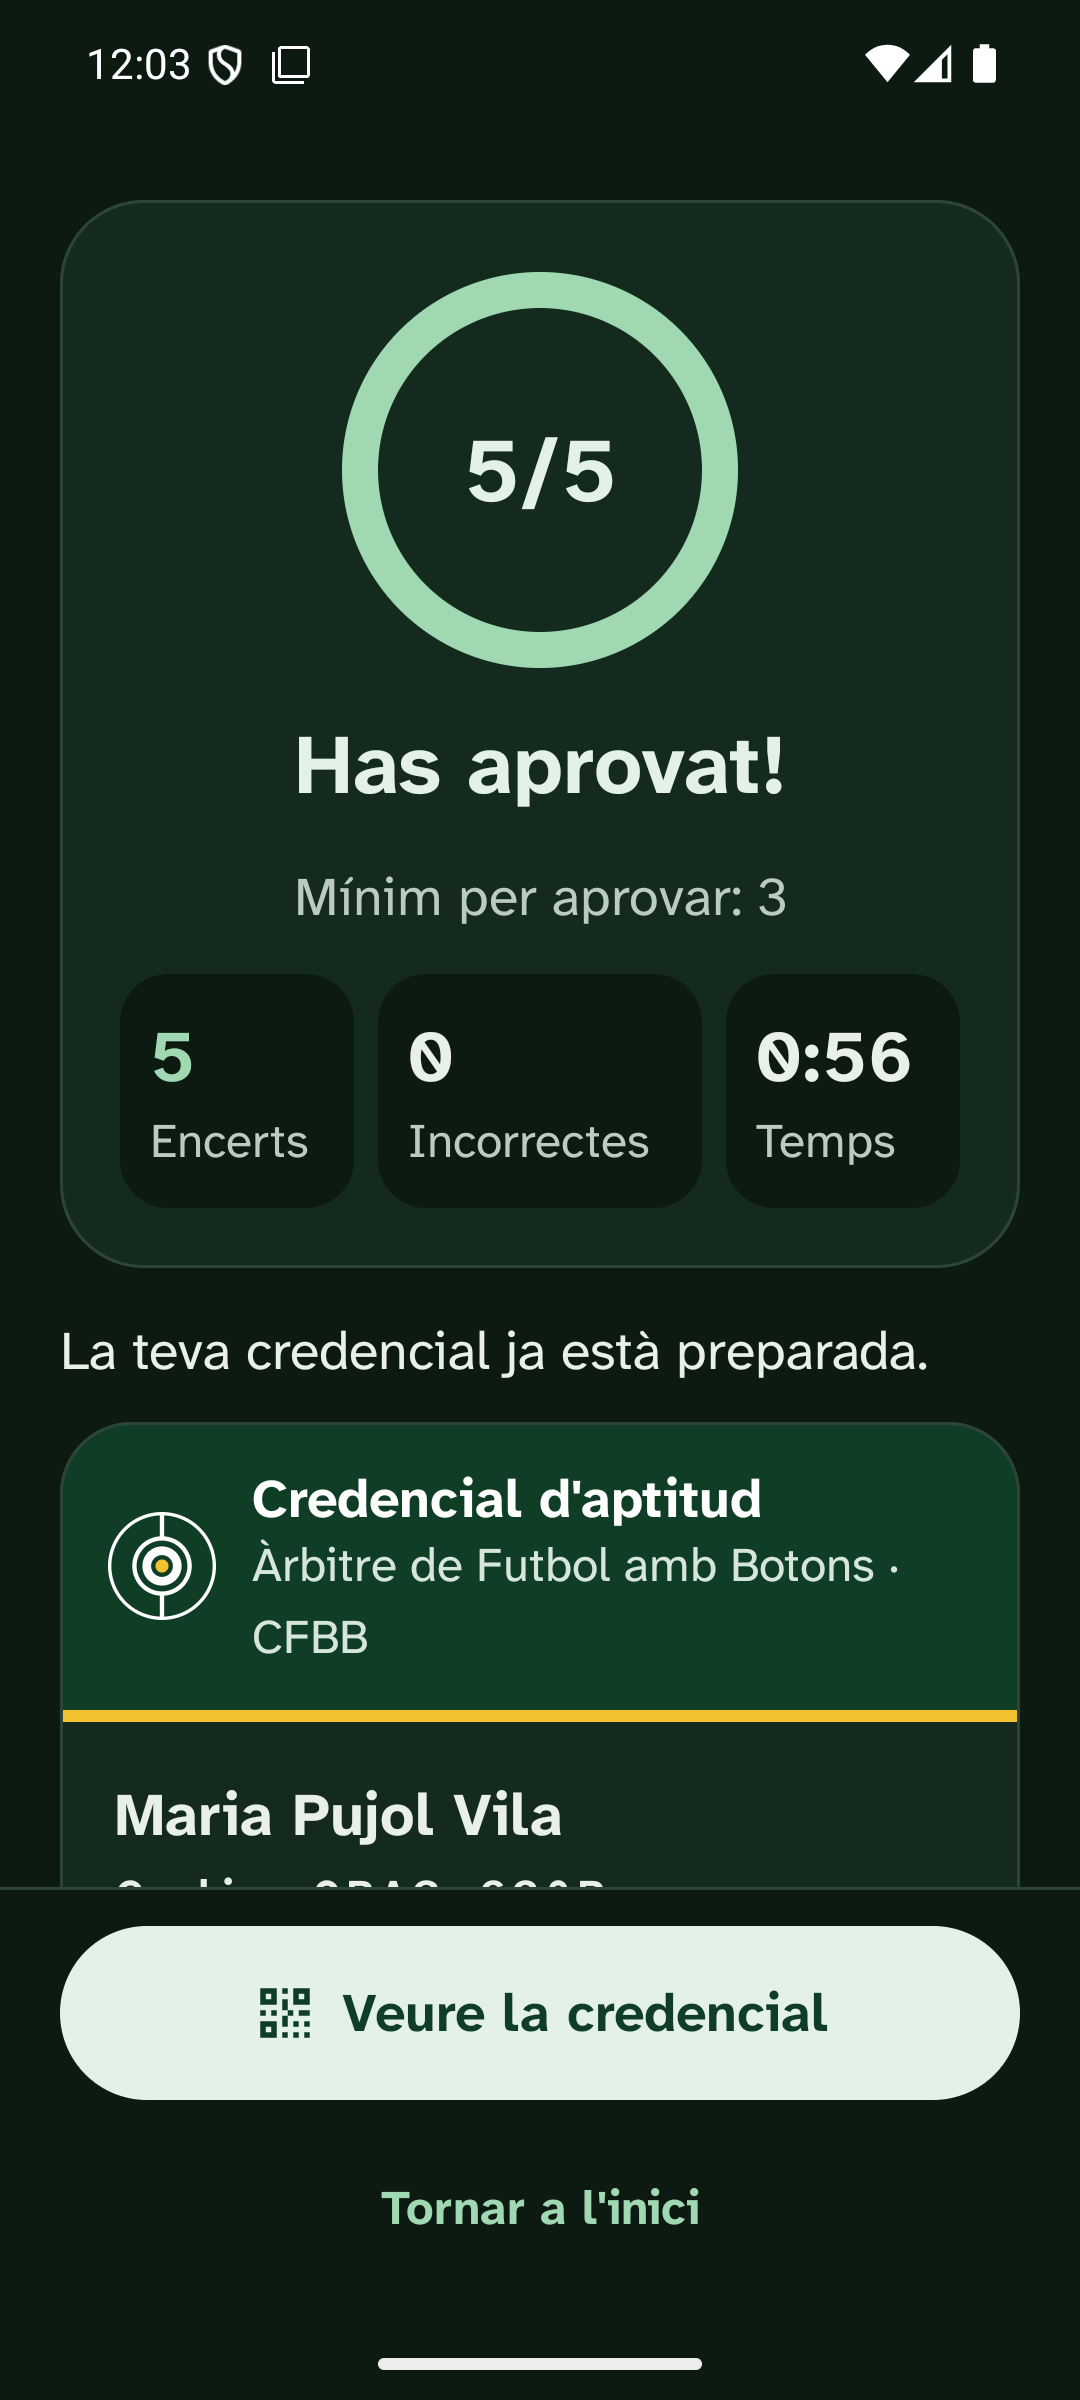 12:03
5/5
Has aprovat!
Mínim per aprovar: 3
5
Encerts
0
Incorrectes
0:56
Temps
La teva credencial ja està preparada.
Credencial d'aptitud
Àrbitre de Futbol amb Botons ·
CFBB
Maria Pujol Vila
Veure la credencial
Tornar a l'inici